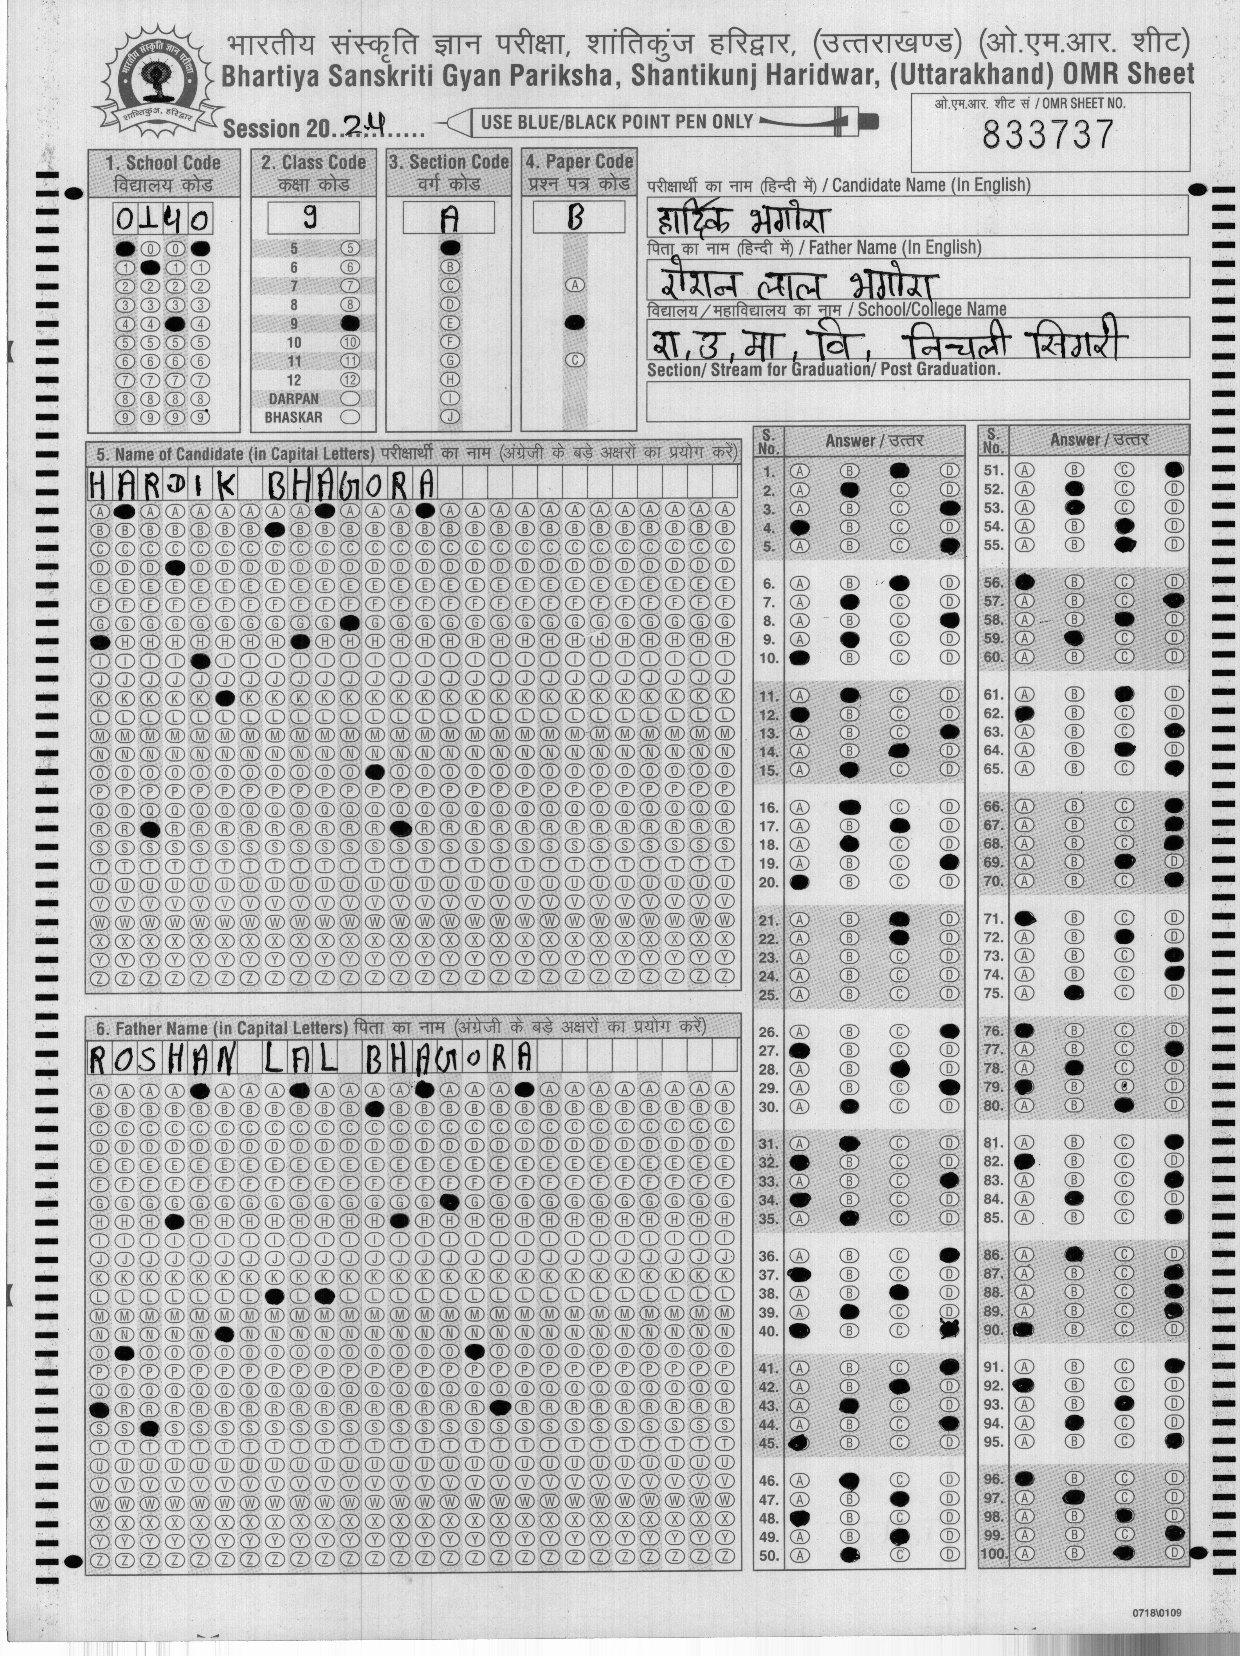 भारतीय संस्कृति ज्ञान परीक्षा, शांतिकुंज हरिद्वार, (उत्तराखण्ड) (ओ.एम.आर. शीट)
Bhartiya Sanskriti Gyan Pariksha, Shantikunj Haridwar, (Uttarakhand) OMR Sheet
भारतीय संस्कृति ज्ञान परीक्षा
शान्तिकुंज, हरिद्वार
Session 20..24............
USE BLUE/BLACK POINT PEN ONLY
ओ.एम.आर. शीट सं / OMR SHEET NO.
833737
1. School Code
विद्यालय कोड
0140
2. Class Code
कक्षा कोड
9
5 6 7 8 9 10 11 12
DARPAN
BHASKAR
3. Section Code
वर्ग कोड
A
4. Paper Code
प्रश्न पत्र कोड
B
परीक्षार्थी का नाम (हिन्दी में) / Candidate Name (In English)
हार्दिक भगोरा
पिता का नाम (हिन्दी में) / Father Name (In English)
रोशन लाल भगोरा
विद्यालय / महाविद्यालय का नाम / School/College Name
रा,उ,मा, वि, निचली सिगरी
Section/ Stream for Graduation/ Post Graduation.
5. Name of Candidate (in Capital Letters) परीक्षार्थी का नाम (अंग्रेजी के बड़े अक्षरों का प्रयोग करें)
HARDIK BHAGORA
6. Father Name (in Capital Letters) पिता का नाम (अंग्रेजी के बड़े अक्षरों का प्रयोग करें)
ROSHAN LAL BHAGORA
S. No. Answer / उत्तर
1. 2. 3. 4. 5.
6. 7. 8. 9. 10.
11. 12. 13. 14. 15.
16. 17. 18. 19. 20.
21. 22. 23. 24. 25.
26. 27. 28. 29. 30.
31. 32. 33. 34. 35.
36. 37. 38. 39. 40.
41. 42. 43. 44. 45.
46. 47. 48. 49. 50.
S. No. Answer / उत्तर
51. 52. 53. 54. 55.
56. 57. 58. 59. 60.
61. 62. 63. 64. 65.
66. 67. 68. 69. 70.
71. 72. 73. 74. 75.
76. 77. 78. 79. 80.
81. 82. 83. 84. 85.
86. 87. 88. 89. 90.
91. 92. 93. 94. 95.
96. 97. 98. 99. 100.
0718\0109